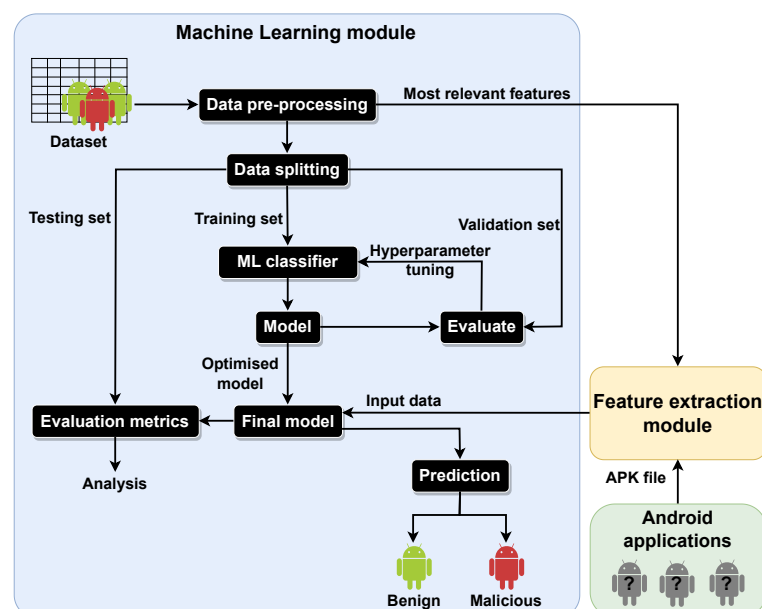 Machine Learning module
Data pre-processing
Most relevant features
Dataset
Data splitting
Testing set
Training set
Validation set
ML classifier
Hyperparameter
tuning
Model
Evaluate
Optimised
model
Input data
Evaluation metrics
Final model
Feature extraction
module
Analysis
Prediction
APK file
Android
applications
? ? ?
Benign
Malicious